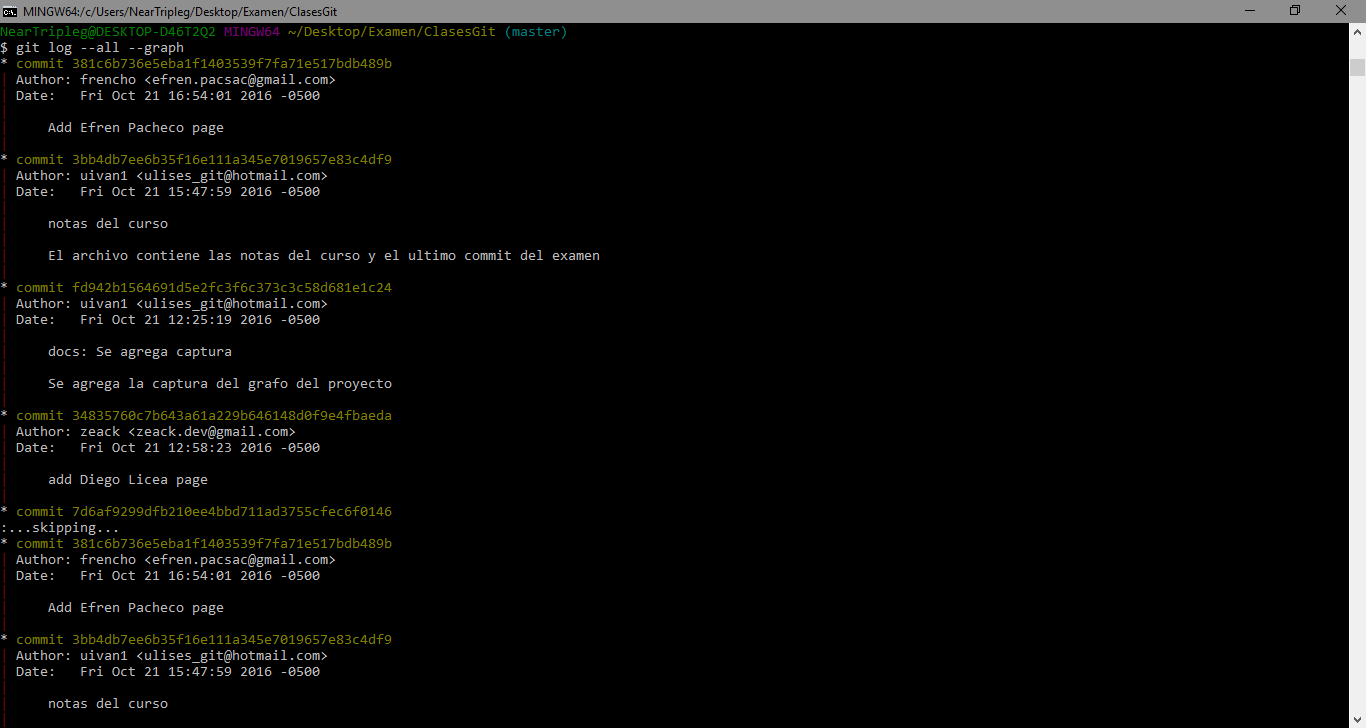 MINGW64:/c/Users/NearTripleg/Desktop/Examen/ClasesGit
NearTripleg@DESKTOP-D46T2Q2 MINGW64 ~/Desktop/Examen/ClasesGit (master)
$ git log --all --graph
* commit 381c6b736e5eba1f1403539f7fa71e517bdb489b
| Author: frencho <efren.pacsac@gmail.com>
| Date:   Fri Oct 21 16:54:01 2016 -0500
|
|     Add Efren Pacheco page
|
* commit 3bb4db7ee6b35f16e111a345e7019657e83c4df9
| Author: uivan1 <ulises_git@hotmail.com>
| Date:   Fri Oct 21 15:47:59 2016 -0500
|
|     notas del curso
|
|     El archivo contiene las notas del curso y el ultimo commit del examen
|
* commit fd942b1564691d5e2fc3f6c373c3c58d681e1c24
| Author: uivan1 <ulises_git@hotmail.com>
| Date:   Fri Oct 21 12:25:19 2016 -0500
|
|     docs: Se agrega captura
|
|     Se agrega la captura del grafo del proyecto
|
* commit 34835760c7b643a61a229b646148d0f9e4fbaeda
| Author: zeack <zeack.dev@gmail.com>
| Date:   Fri Oct 21 12:58:23 2016 -0500
|
|     add Diego Licea page
|
* commit 7d6af9299dfb210ee4bbd711ad3755cfec6f0146
:...skipping...
* commit 381c6b736e5eba1f1403539f7fa71e517bdb489b
| Author: frencho <efren.pacsac@gmail.com>
| Date:   Fri Oct 21 16:54:01 2016 -0500
|
|     Add Efren Pacheco page
|
* commit 3bb4db7ee6b35f16e111a345e7019657e83c4df9
| Author: uivan1 <ulises_git@hotmail.com>
| Date:   Fri Oct 21 15:47:59 2016 -0500
|
|     notas del curso
|